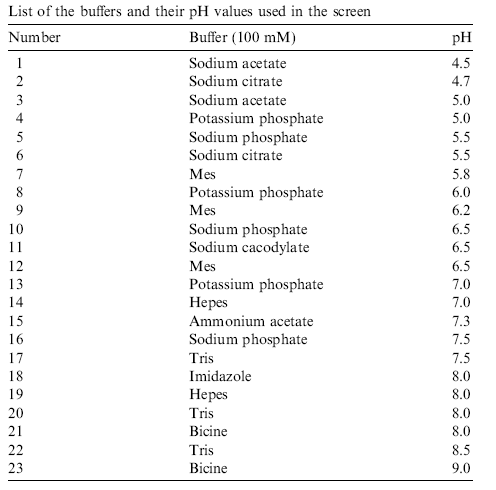 List of the buffers and their pH values used in the screen
Number Buffer (100 mM) pH
1 Sodium acetate 4.5
2 Sodium citrate 4.7
3 Sodium acetate 5.0
4 Potassium phosphate 5.0
5 Sodium phosphate 5.5
6 Sodium citrate 5.5
7 Mes 5.8
8 Potassium phosphate 6.0
9 Mes 6.2
10 Sodium phosphate 6.5
11 Sodium cacodylate 6.5
12 Mes 6.5
13 Potassium phosphate 7.0
14 Hepes 7.0
15 Ammonium acetate 7.3
16 Sodium phosphate 7.5
17 Tris 7.5
18 Imidazole 8.0
19 Hepes 8.0
20 Tris 8.0
21 Bicine 8.0
22 Tris 8.5
23 Bicine 9.0